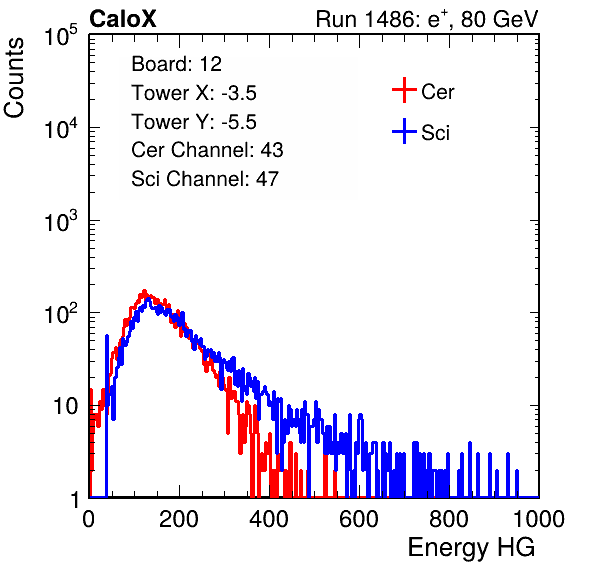 CaloX Run 1486: e⁺, 80 GeV
Counts
10⁵
10⁴
10³
10²
10
1
Board: 12
Tower X: -3.5
Tower Y: -5.5
Cer Channel: 43
Sci Channel: 47
Cer
Sci
0 200 400 600 800 1000
Energy HG